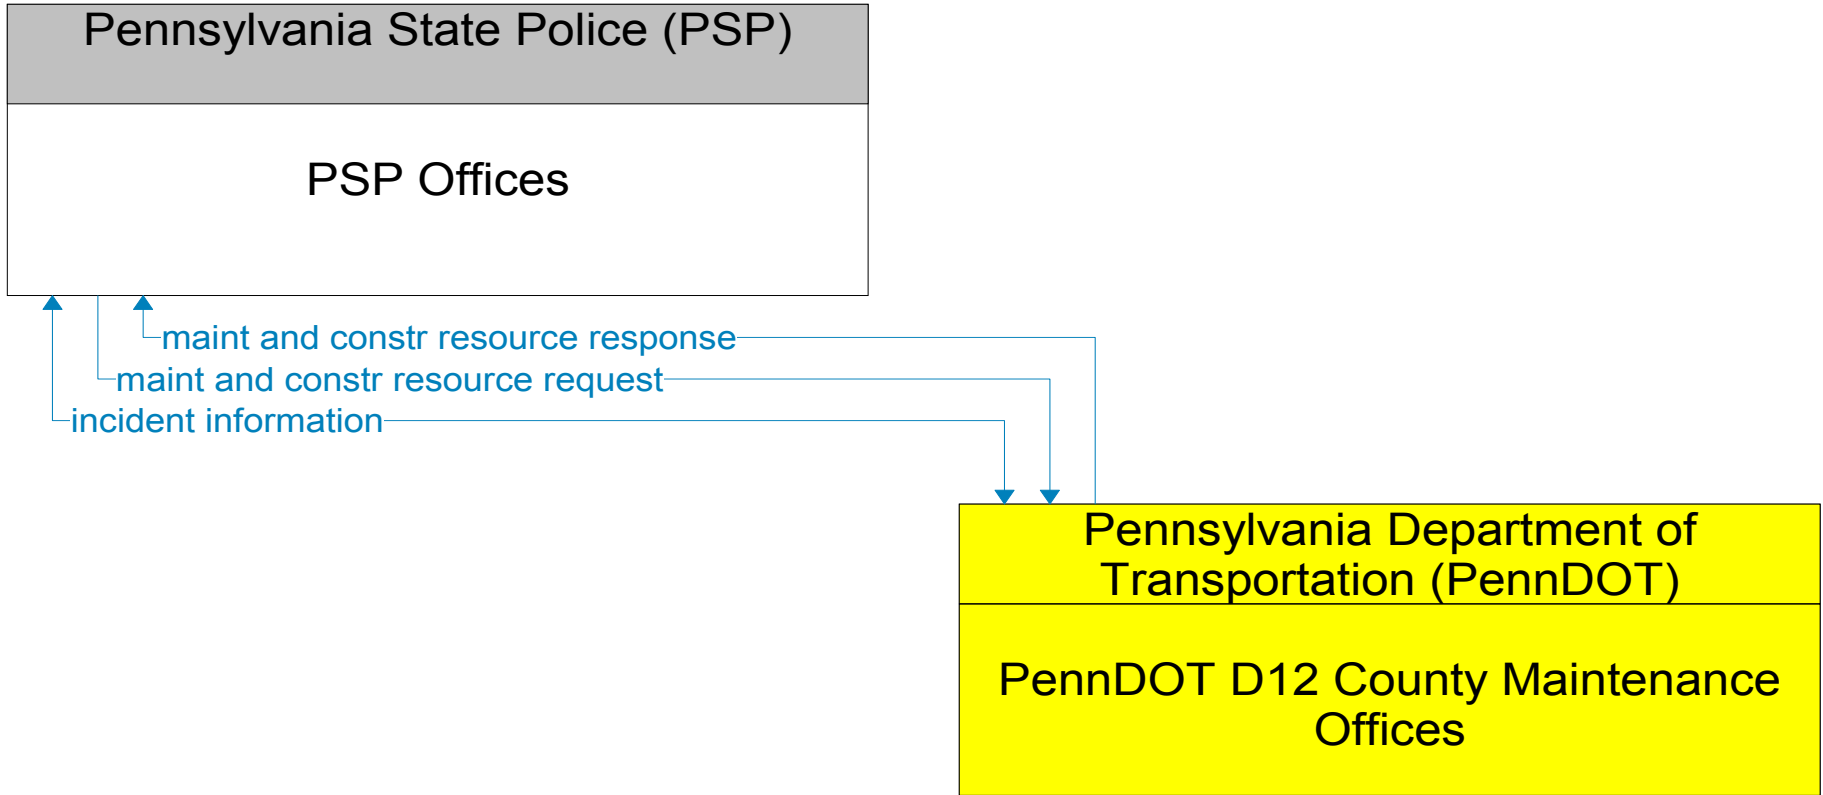 Pennsylvania State Police (PSP)
PSP Offices
maint and constr resource response
maint and constr resource request
incident information
Pennsylvania Department of
Transportation (PennDOT)
PennDOT D12 County Maintenance
Offices